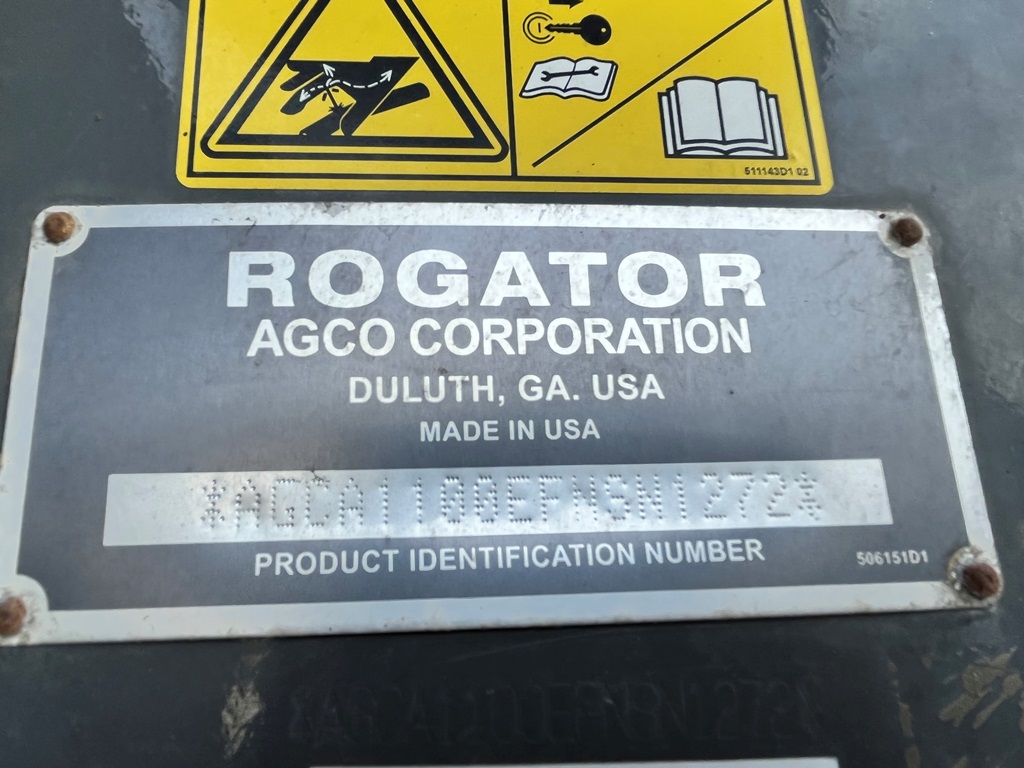 511143D1 02
ROGATOR
AGCO CORPORATION
DULUTH, GA. USA
MADE IN USA
*AGCA1100EFNSN1272*
PRODUCT IDENTIFICATION NUMBER
506151D1